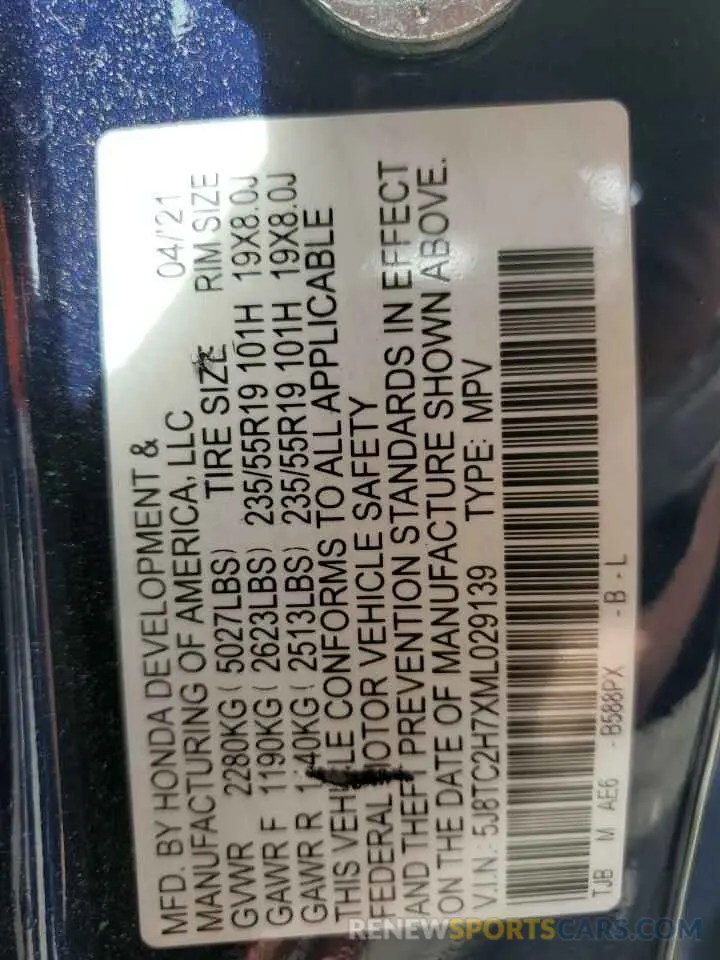 MFD. BY HONDA DEVELOPMENT & 04/'21
MANUFACTURING OF AMERICA, LLC TIRE SIZE RIM SIZE
GVWR 2280KG ( 5027LBS)
GAWR F 1190KG ( 2623LBS) 235/55R19 101H 19X8.0J
GAWR R 1 40KG ( 2513LBS) 235/55R19 101H 19X8.0J
THIS VEHICLE CONFORMS TO ALL APPLICABLE
FEDERAL MOTOR VEHICLE SAFETY
AND THEFT PREVENTION STANDARDS IN EFFECT
ON THE DATE OF MANUFACTURE SHOWN ABOVE.
V.I.N.: 5J8TC2H7XML029139 TYPE: MPV
TJB M AE6 -B588PX -B-L
RENEWSPORTSCARS.COM